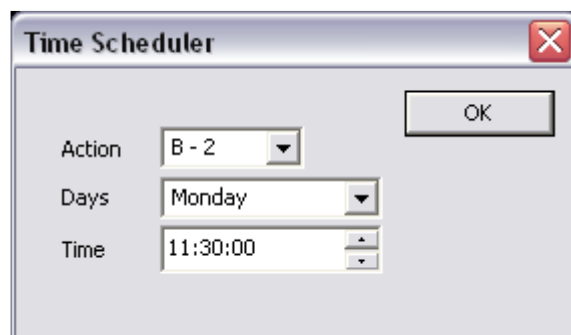 Time Scheduler
OK
Action B - 2
Days Monday
Time 11:30:00